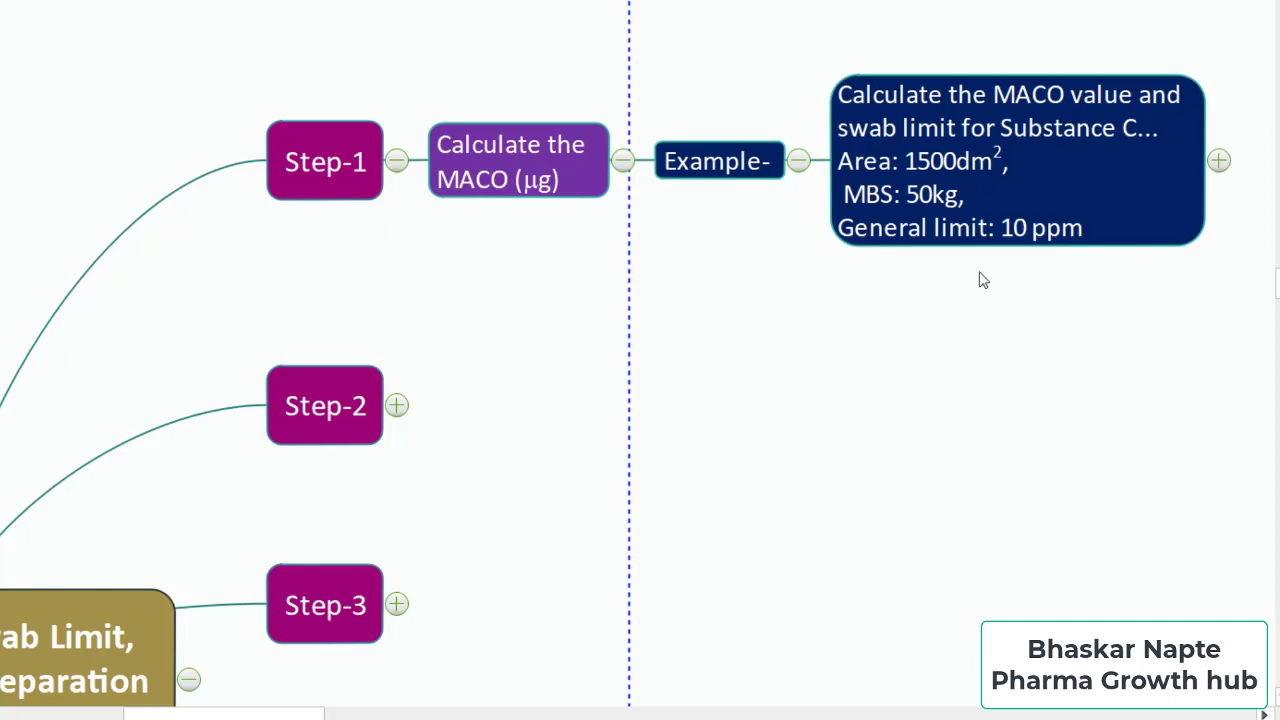 Step-1
Calculate the
MACO (µg)
Example-
Calculate the MACO value and
swab limit for Substance C...
Area: 1500dm²,
MBS: 50kg,
General limit: 10 ppm
Step-2
Step-3
ab Limit,
eparation
Bhaskar Napte
Pharma Growth hub